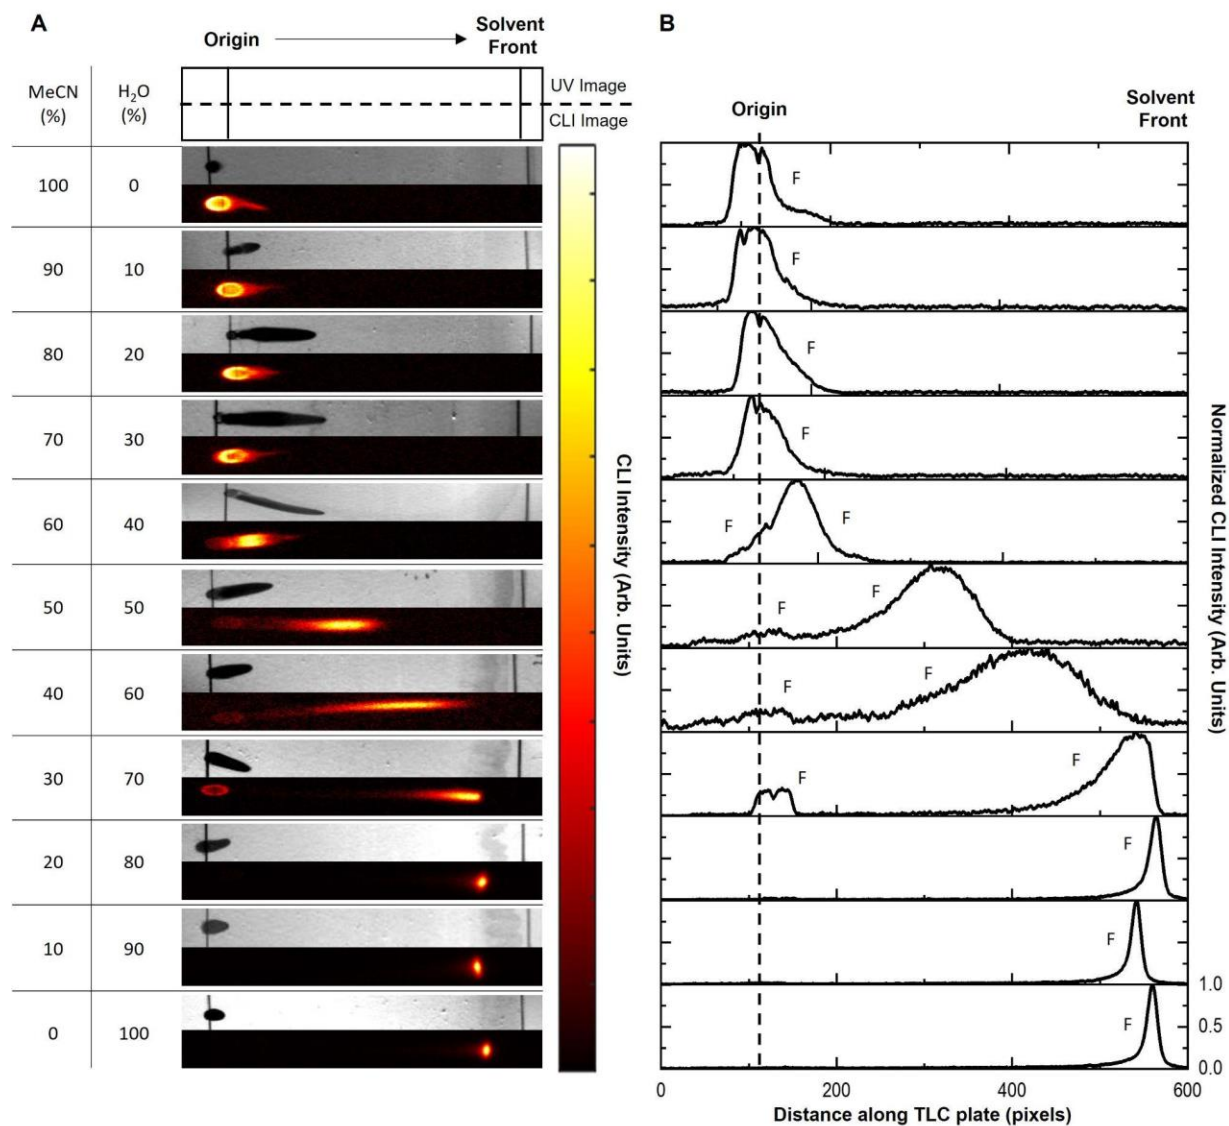 A
Origin
Solvent
Front
MeCN
(%)
H₂O
(%)
UV Image
CLI Image
100 0
90 10
80 20
70 30
60 40
50 50
40 60
30 70
20 80
10 90
0 100
CLI Intensity (Arb. Units)
B
Origin
Solvent
Front
F
F
F
F
F F
F F
F F
F F
F
F
F
1.0
0.5
0.0
0 200 400 600
Distance along TLC plate (pixels)
Normalized CLI Intensity (Arb. Units)